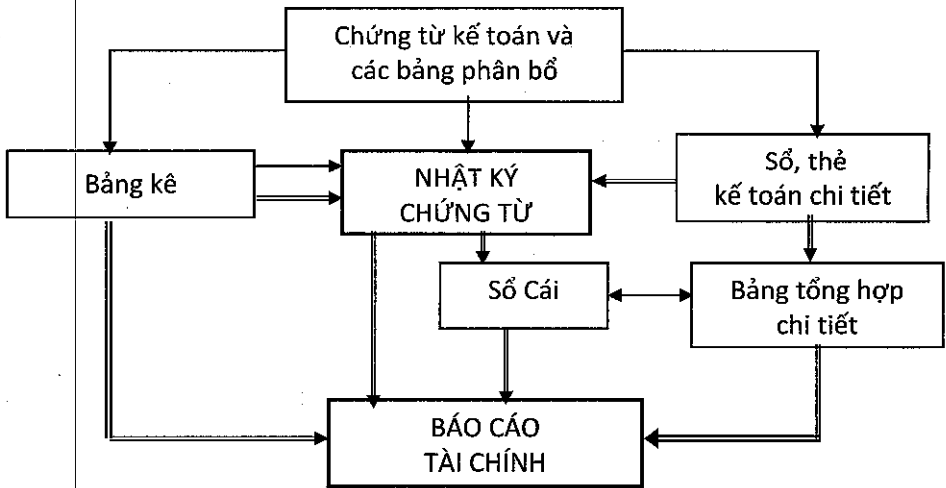 Chứng từ kế toán và
các bảng phân bổ
Bảng kê
NHẬT KÝ
CHỨNG TỪ
Sổ, thẻ
kế toán chi tiết
Sổ Cái
Bảng tổng hợp
chi tiết
BÁO CÁO
TÀI CHÍNH